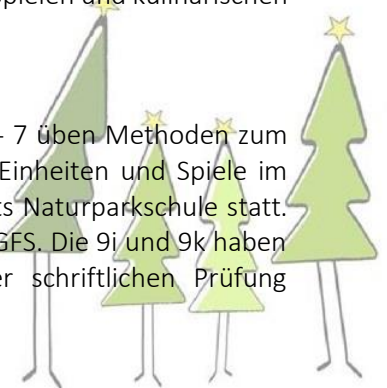 spielen und kulinarischen
- 7 üben Methoden zum
Einheiten und Spiele im
ts Naturparkschule statt.
GFS. Die 9i und 9k haben
er schriftlichen Prüfung